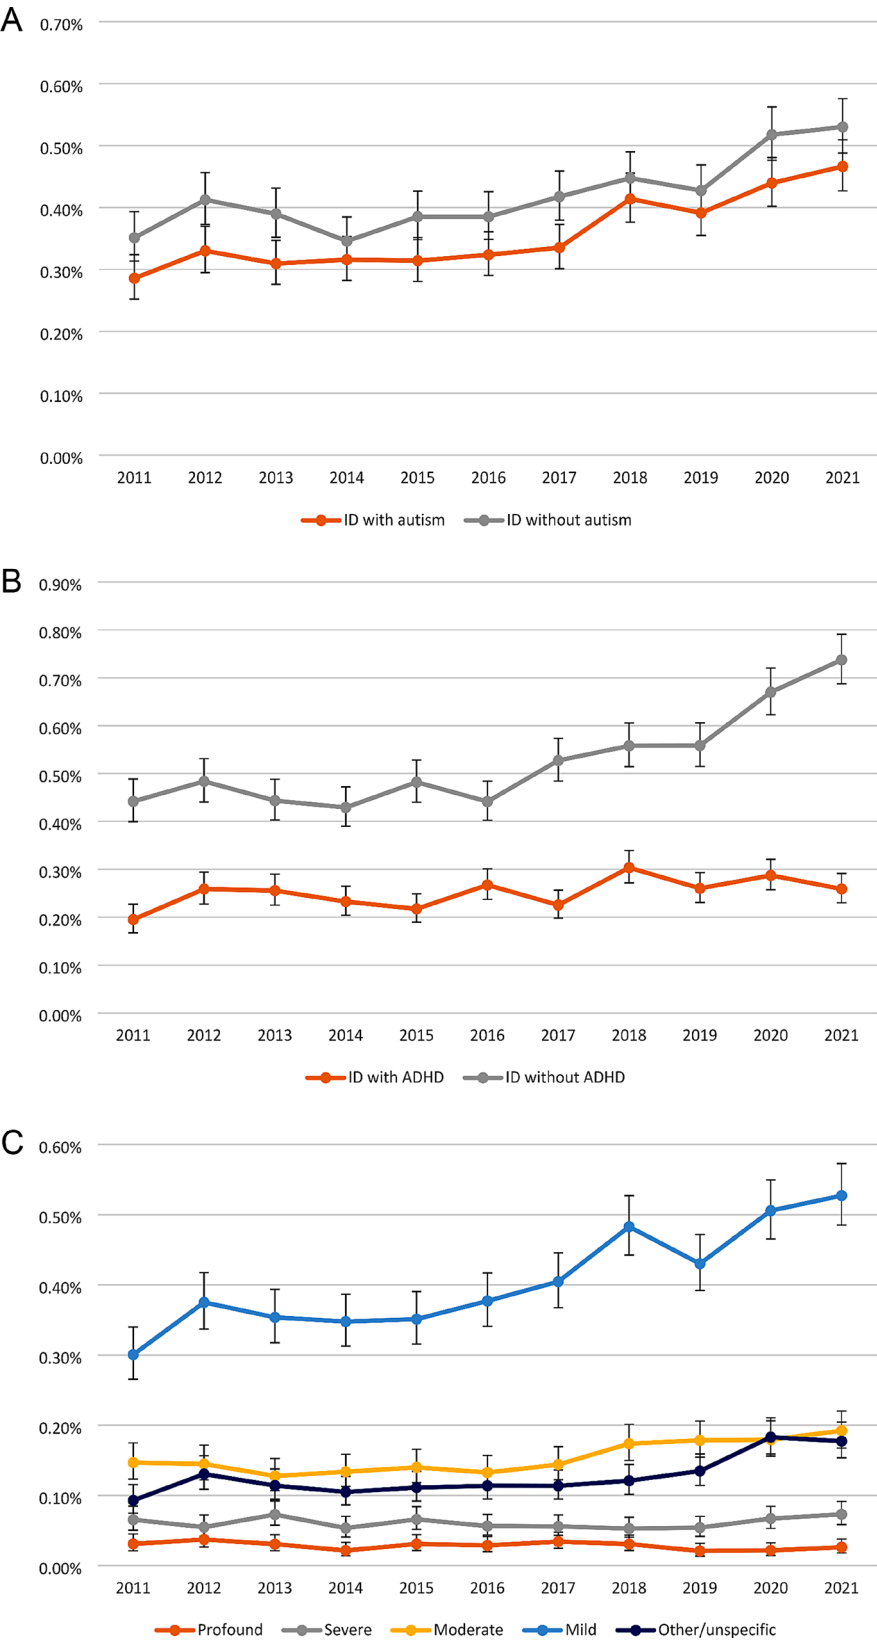 A
0.70%
0.60%
0.50%
0.40%
0.30%
0.20%
0.10%
0.00%
2011 2012 2013 2014 2015 2016 2017 2018 2019 2020 2021
ID with autism ID without autism
B
0.90%
0.80%
0.70%
0.60%
0.50%
0.40%
0.30%
0.20%
0.10%
0.00%
2011 2012 2013 2014 2015 2016 2017 2018 2019 2020 2021
ID with ADHD ID without ADHD
C
0.60%
0.50%
0.40%
0.30%
0.20%
0.10%
0.00%
2011 2012 2013 2014 2015 2016 2017 2018 2019 2020 2021
Profound Severe Moderate Mild Other/unspecific